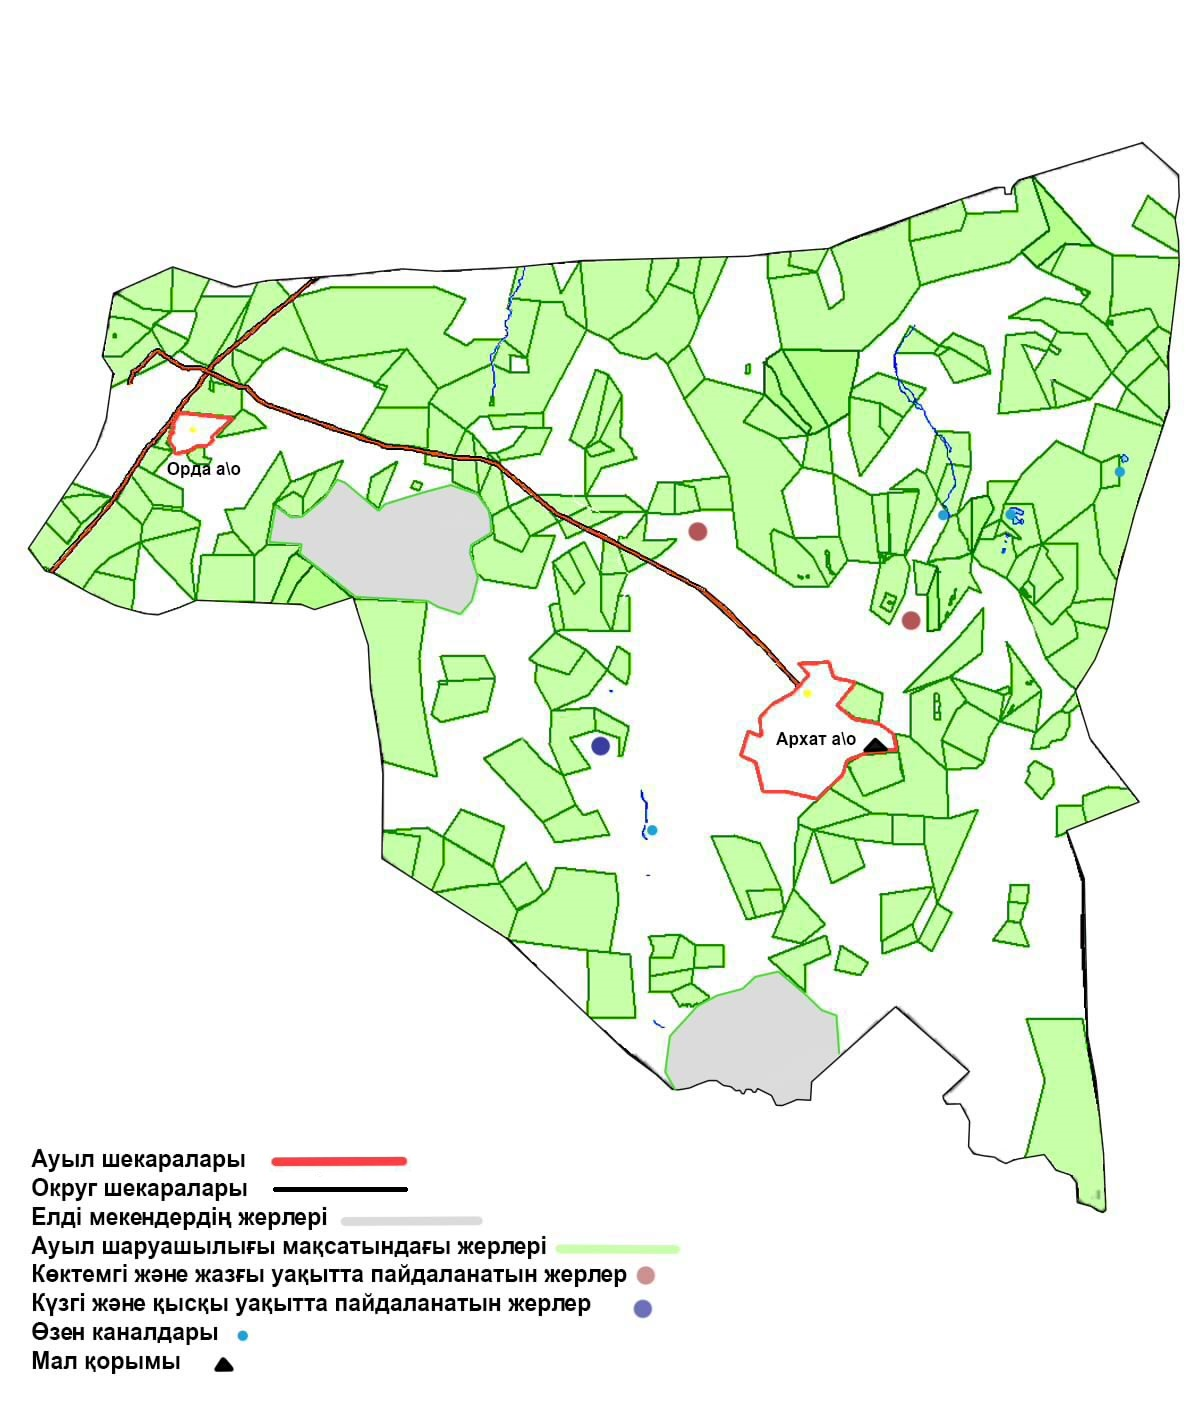 Орда а\о
Архат а\о
Ауыл шекаралары
Округ шекаралары
Елді мекендердің жерлері
Ауыл шаруашылығы мақсатындағы жерлері
Көктемгі және жазғы уақытта пайдаланатын жерлер
Күзгі және қысқы уақытта пайдаланатын жерлер
Өзен каналдары
Мал қорымы